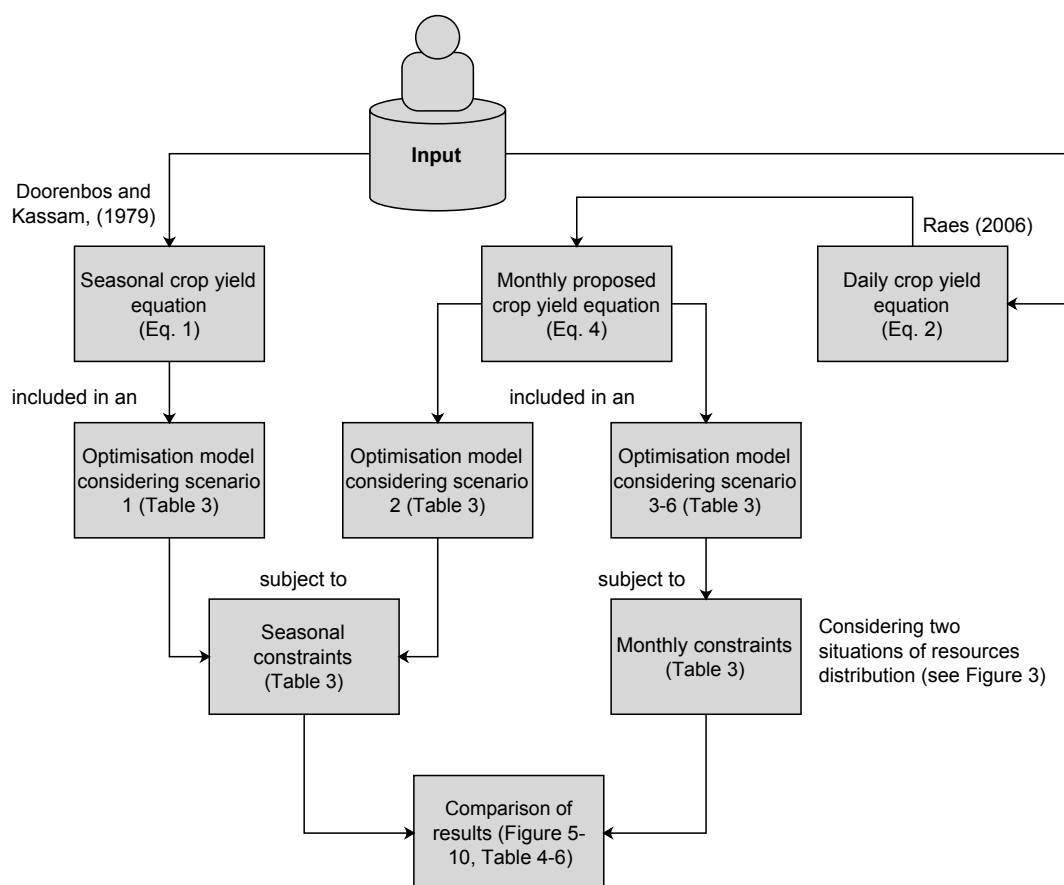 Input
Doorenbos and
Kassam, (1979)
Raes (2006)
Seasonal crop yield
equation
(Eq. 1)
Monthly proposed
crop yield equation
(Eq. 4)
Daily crop yield
equation
(Eq. 2)
included in an
included in an
Optimisation model
considering scenario
1 (Table 3)
Optimisation model
considering scenario
2 (Table 3)
Optimisation model
considering scenario
3-6 (Table 3)
subject to
subject to
Seasonal
constraints
(Table 3)
Monthly constraints
(Table 3)
Considering two
situations of resources
distribution (see Figure 3)
Comparison of
results (Figure 5-
10, Table 4-6)